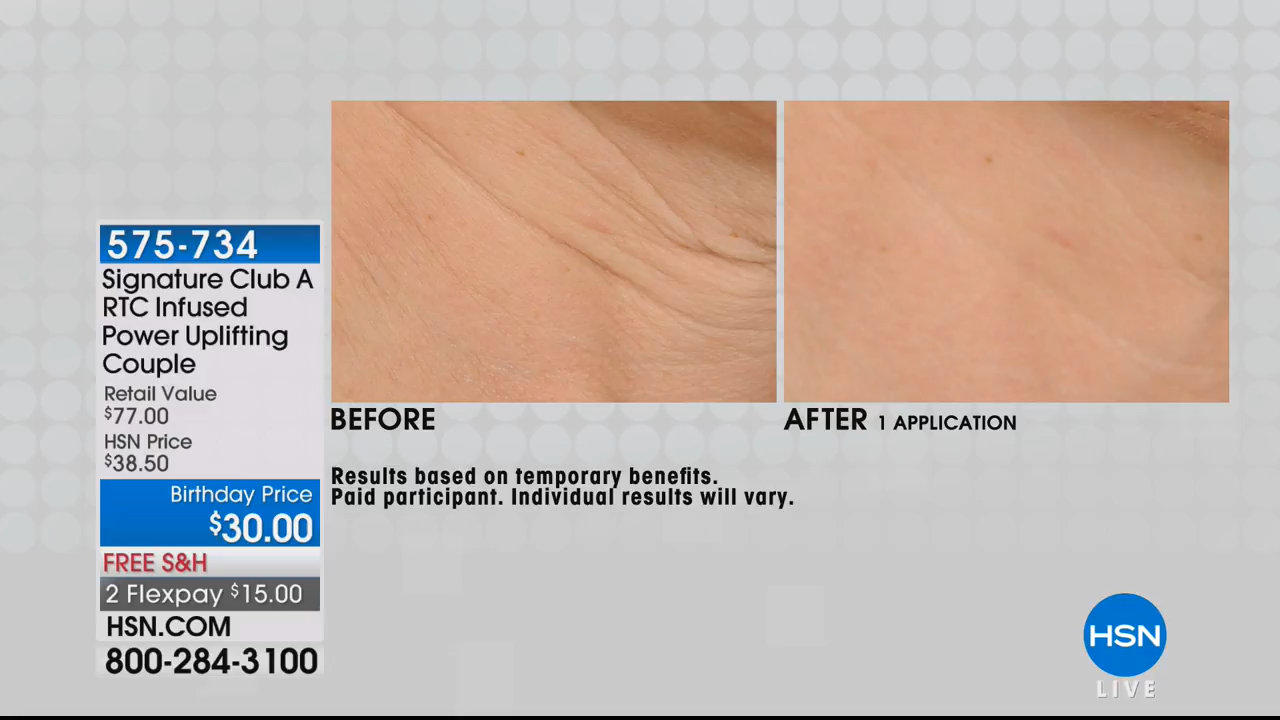 575-734
Signature Club A
RTC Infused
Power Uplifting
Couple
Retail Value
$77.00
HSN Price
$38.50
Birthday Price
$30.00
FREE S&H
2 Flexpay $15.00
HSN.COM
800-284-3100
BEFORE
AFTER 1 APPLICATION
Results based on temporary benefits.
Paid participant. Individual results will vary.
HSN
LIVE